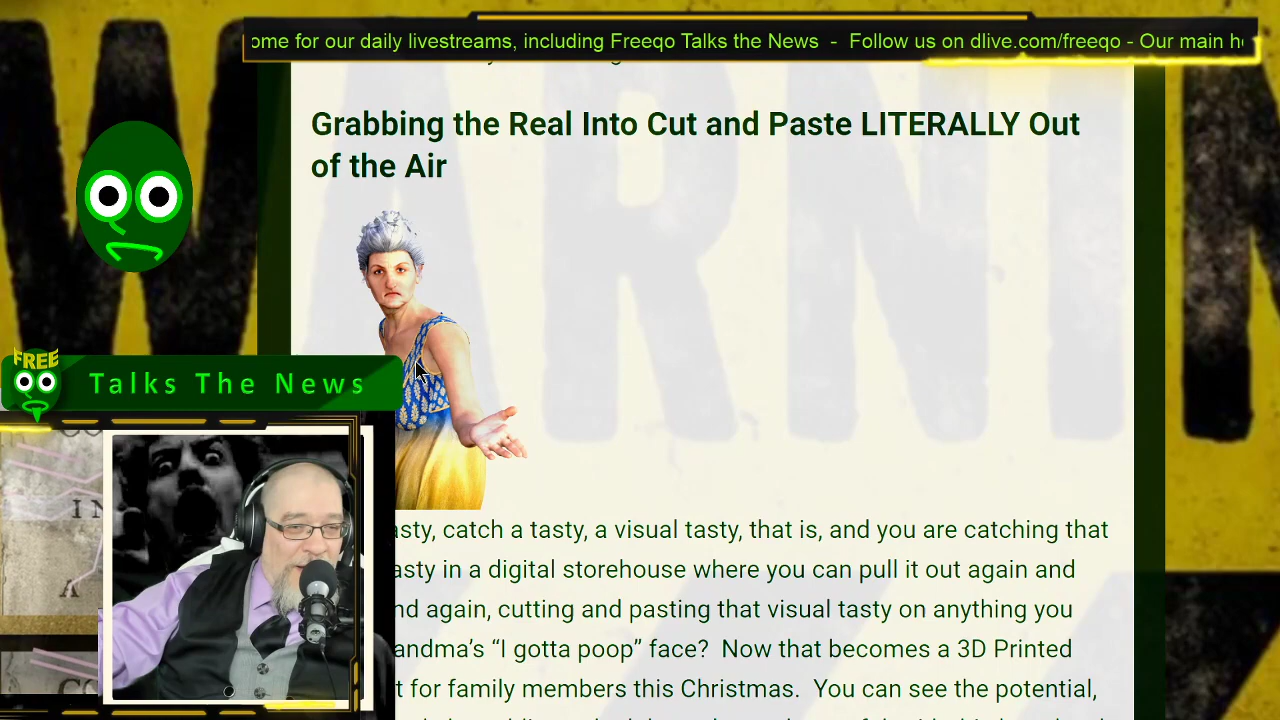 ome for our daily livestreams, including Freeqo Talks the News - Follow us on dlive.com/freeqo - Our main h
Grabbing the Real Into Cut and Paste LITERALLY Out
of the Air
FREE
Talks The News
asty, catch a tasty, a visual tasty, that is, and you are catching that
asty in a digital storehouse where you can pull it out again and
nd again, cutting and pasting that visual tasty on anything you
andma's “I gotta poop” face? Now that becomes a 3D Printed
t for family members this Christmas. You can see the potential,